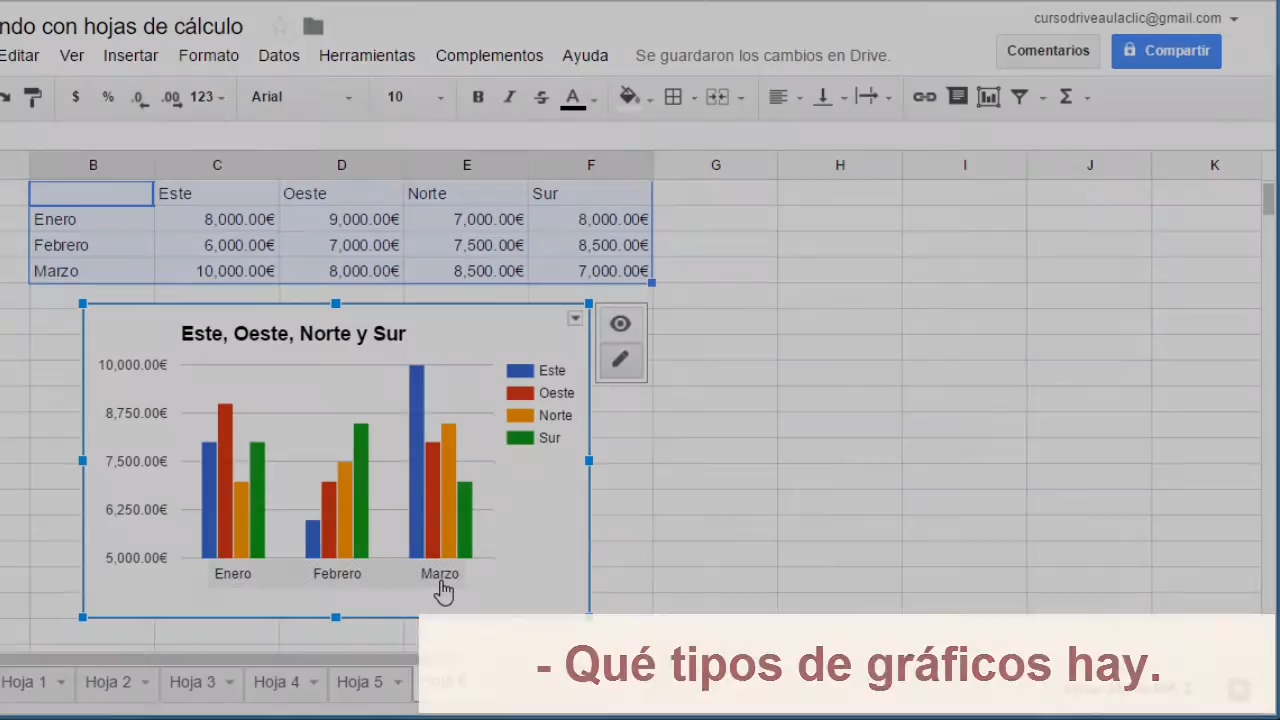 ndo con hojas de cálculo
cursodriveaulaclic@gmail.com
Editar Ver Insertar Formato Datos Herramientas Complementos Ayuda Se guardaron los cambios en Drive.
Comentarios Compartir
$ % .0 .00 123 Arial 10 B I S A Σ
B C D E F G H I J K
Este Oeste Norte Sur
Enero 8,000.00€ 9,000.00€ 7,000.00€ 8,000.00€
Febrero 6,000.00€ 7,000.00€ 7,500.00€ 8,500.00€
Marzo 10,000.00€ 8,000.00€ 8,500.00€ 7,000.00€
Este, Oeste, Norte y Sur
10,000.00€
8,750.00€
7,500.00€
6,250.00€
5,000.00€
Este
Oeste
Norte
Sur
Enero Febrero Marzo
- Qué tipos de gráficos hay.
Hoja 1 Hoja 2 Hoja 3 Hoja 4 Hoja 5